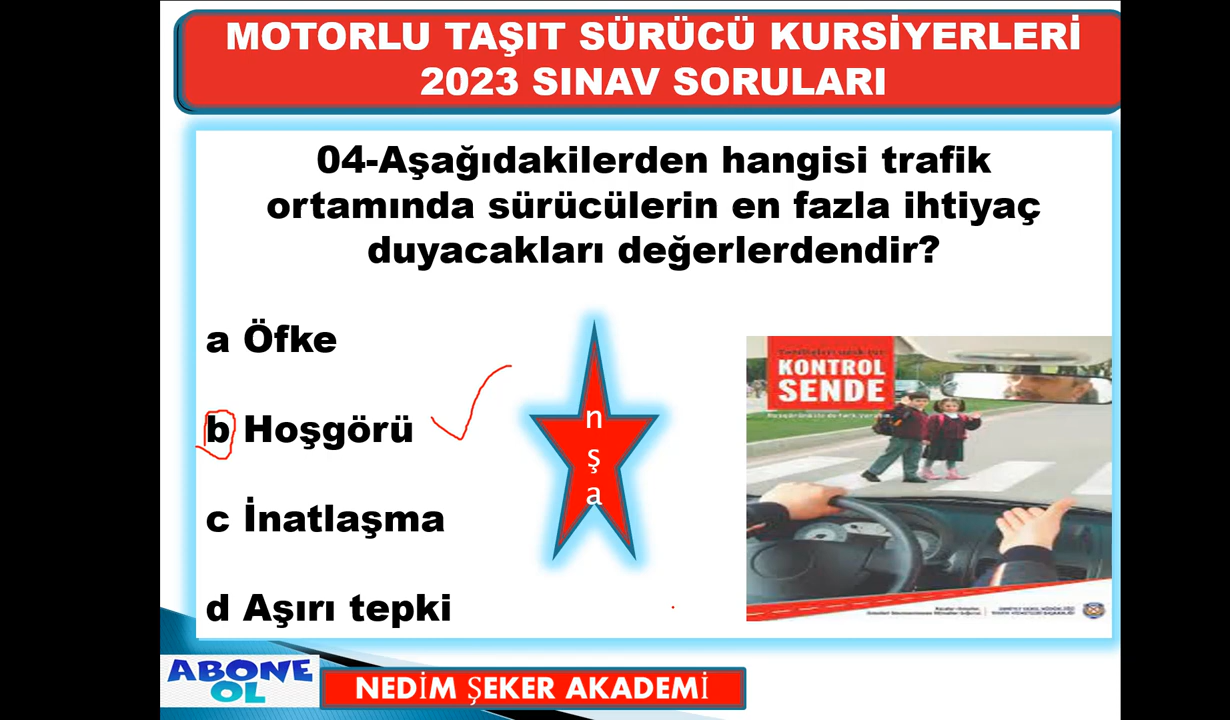 MOTORLU TAŞIT SÜRÜCÜ KURSİYERLERİ
2023 SINAV SORULARI
04-Aşağıdakilerden hangisi trafik
ortamında sürücülerin en fazla ihtiyaç
duyacakları değerlerdendir?
a Öfke
b Hoşgörü
c İnatlaşma
d Aşırı tepki
n
ş
a
KONTROL
SENDE
ABONE
OL
NEDİM ŞEKER AKADEMİ